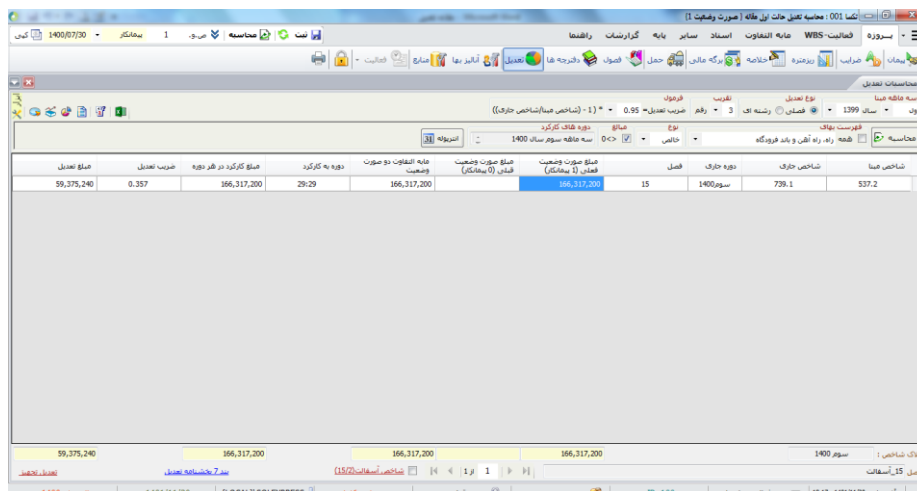 تکسا 001 : محاسبه تعدیل حالت اول مقاله [ صورت وضعیت 1]
پــروژه فعالیت-WBS مابه التفاوت اسناد سایر پایه گزارشات راهنما
ثبت محاسبه ص.و. 1 پیمانکار 1400/07/30 کپی
پیمان ضرایب ریزمتره خلاصه برگه مالی حمل فصول دفترچه ها تعدیل آنالیز بها منابع فعالیت
محاسبات تعدیل
سه ماهه مبنا نوع تعدیل تقریب فرمول
سال 1399 فصلی رشته ای 3 رقم ضریب تعدیل= 0.95 * (1 - (شاخص مبنا/شاخص جاری))
فهرست بهای نوع مبالغ دوره های کارکرد
محاسبه همه راه، راه آهن و باند فرودگاه خالص 0<> سه ماهه سوم سال 1400 انتریوله 31
شاخص مبنا شاخص جاری دوره جاری فصل مبلغ صورت وضعیت فعلی (1 پیمانکار) مبلغ صورت وضعیت قبلی (0 پیمانکار) مابه التفاوت دو صورت وضعیت دوره به کارکرد مبلغ کارکرد در هر دوره ضریب تعدیل مبلغ تعدیل
537.2 739.1 سوم1400 15 166,317,200 166,317,200 29:29 166,317,200 0.357 59,375,240
سوم 1400 166,317,200 166,317,200 166,317,200 59,375,240
15_آسفالت 1 از 1 شاخص آسفالت(15/2) بند 7 بخشنامه تعدیل تعدیل تجهیز